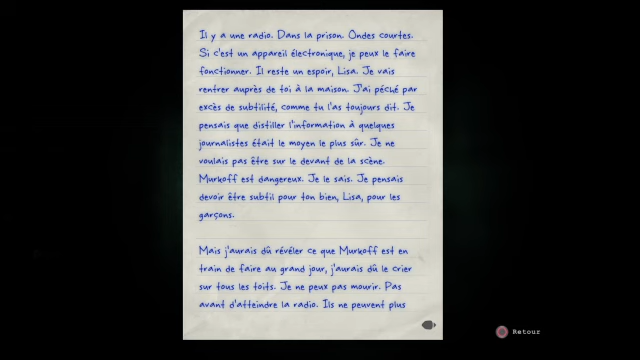 Il y a une radio. Dans la prison. Ondes courtes.
Si c'est un appareil électronique, je peux le faire
fonctionner. Il reste un espoir, Lisa. Je vais
rentrer auprès de toi à la maison. J'ai péché par
excès de subtilité, comme tu l'as toujours dit. Je
pensais que distiller l'information à quelques
journalistes était le moyen le plus sûr. Je ne
voulais pas être sur le devant de la scène.
Murkoff est dangereux. Je le sais. Je pensais
devoir être subtil pour ton bien, Lisa, pour les
garçons.
Mais j'aurais dû révéler ce que Murkoff est en
train de faire au grand jour, j'aurais dû le crier
sur tous les toits. Je ne peux pas mourir. Pas
avant d'atteindre la radio. Ils ne peuvent plus
Retour